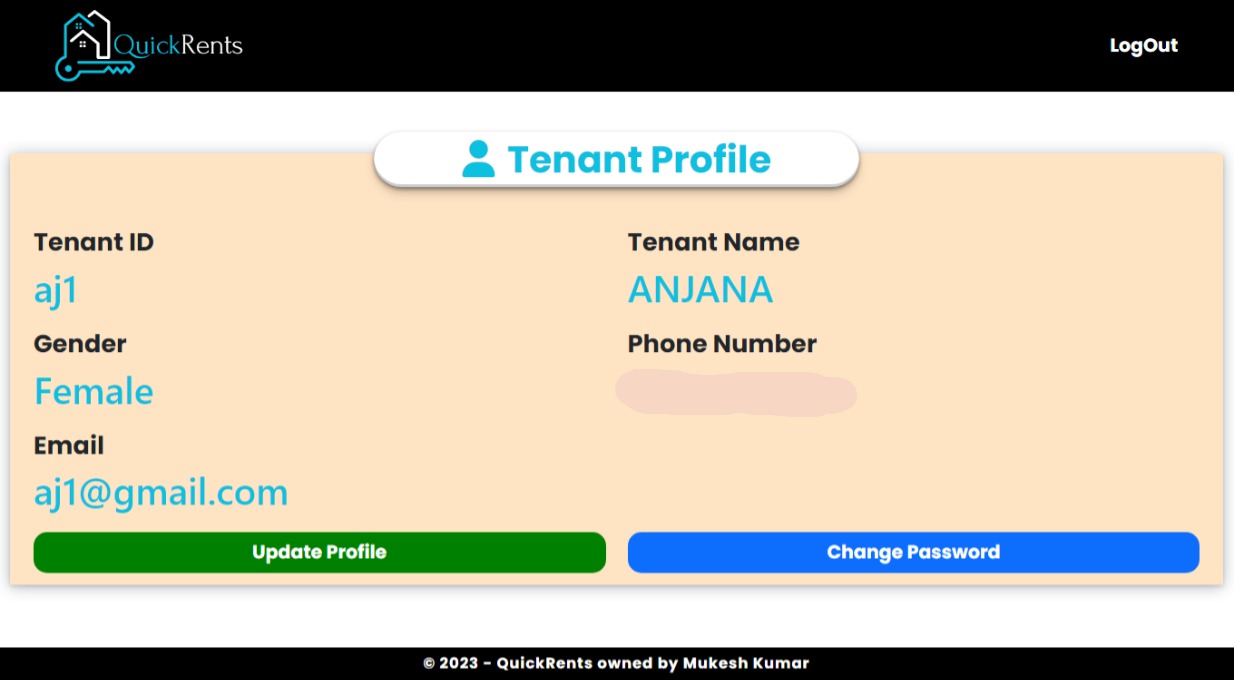 QuickRents
LogOut
Tenant Profile
Tenant ID
Tenant Name
aj1
ANJANA
Gender
Phone Number
Female
Email
aj1@gmail.com
Update Profile
Change Password
© 2023 - QuickRents owned by Mukesh Kumar